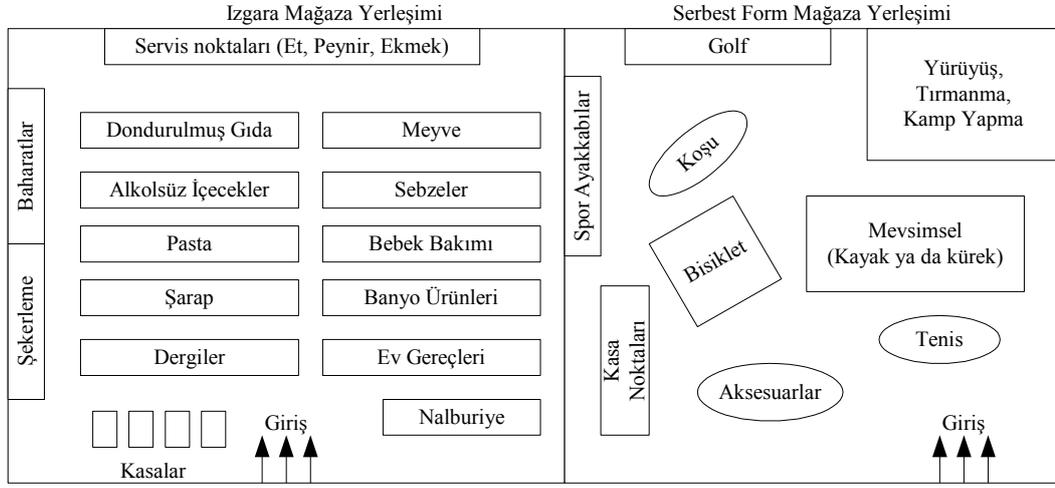 Izgara Mağaza Yerleşimi
Servis noktaları (Et, Peynir, Ekmek)
Baharatlar
Şekerleme
Dondurulmuş Gıda
Meyve
Alkolsüz İçecekler
Sebzeler
Pasta
Bebek Bakımı
Şarap
Banyo Ürünleri
Dergiler
Ev Gereçleri
Nalburiye
Giriş
Kasalar
Serbest Form Mağaza Yerleşimi
Golf
Yürüyüş,
Tırmanma,
Kamp Yapma
Spor Ayakkabılar
Koşu
Bisiklet
Mevsimsel
(Kayak ya da kürek)
Kasa
Noktaları
Tenis
Aksesuarlar
Giriş